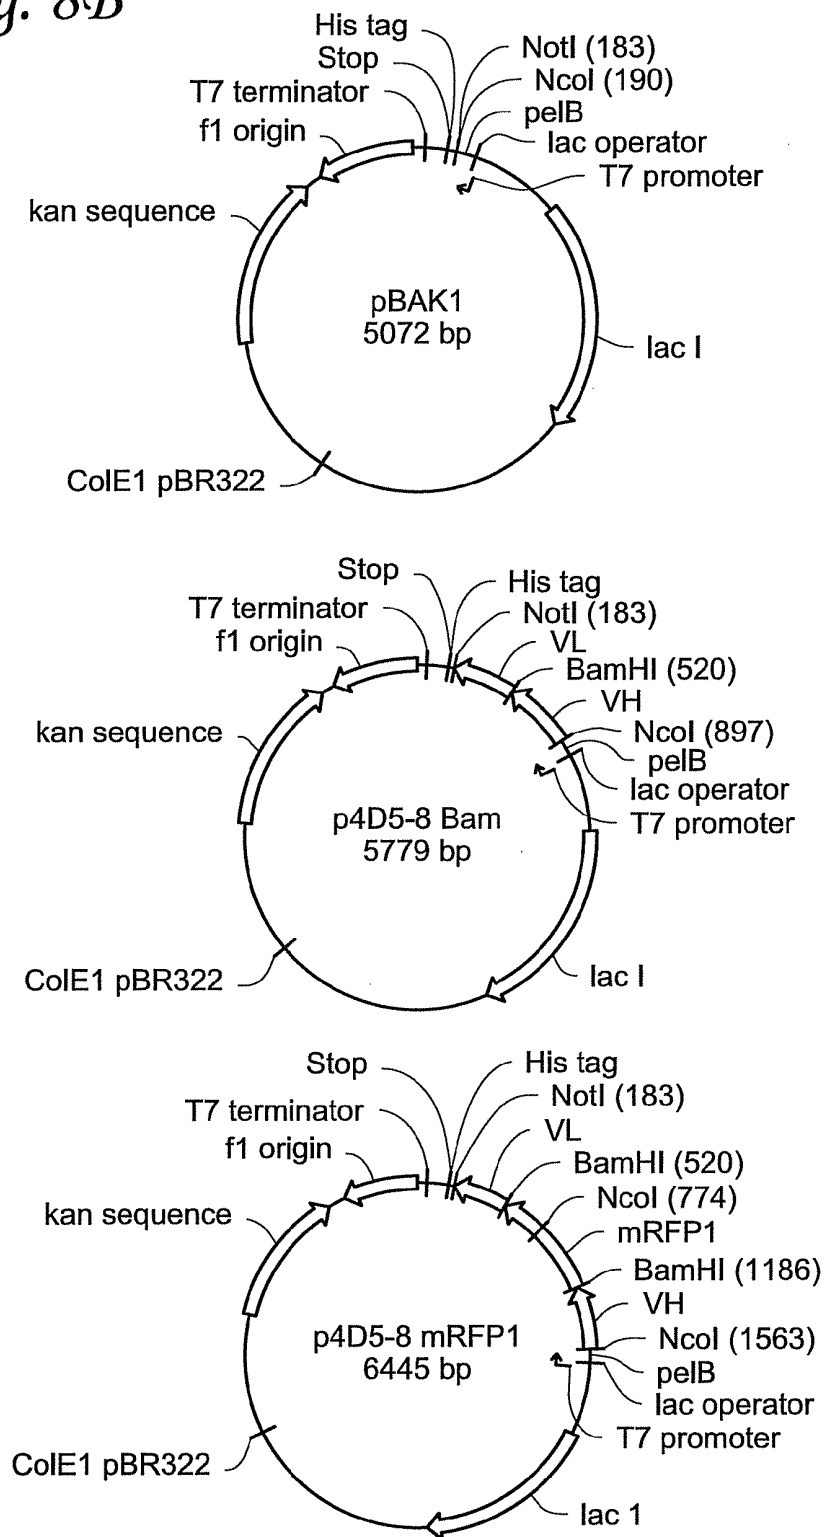 His tag
Stop
T7 terminator
f1 origin
kan sequence
NotI (183)
NcoI (190)
pelB
lac operator
T7 promoter
pBAK1
5072 bp
lac I
ColE1 pBR322
Stop
T7 terminator
f1 origin
kan sequence
His tag
NotI (183)
VL
BamHI (520)
VH
NcoI (897)
pelB
lac operator
T7 promoter
p4D5-8 Bam
5779 bp
ColE1 pBR322
lac I
Stop
T7 terminator
f1 origin
kan sequence
His tag
NotI (183)
VL
BamHI (520)
NcoI (774)
mRFP1
BamHI (1186)
VH
NcoI (1563)
pelB
lac operator
T7 promoter
p4D5-8 mRFP1
6445 bp
ColE1 pBR322
lac 1